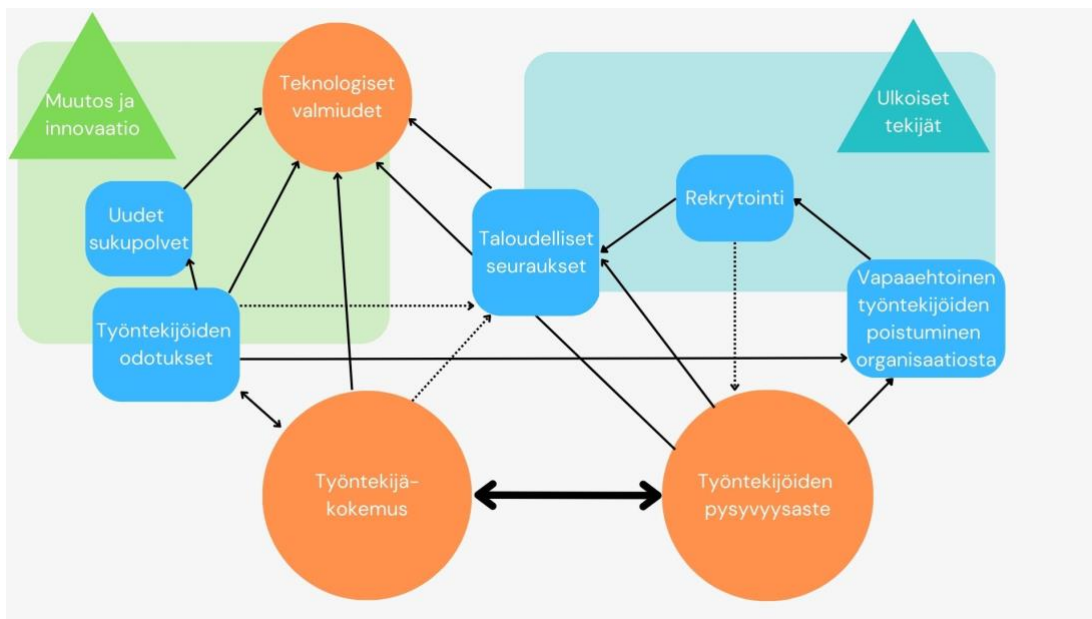 Muutos ja
innovaatio
Teknologiset
valmiudet
Ulkoiset
tekijät
Uudet
sukupolvet
Taloudelliset
seuraukset
Rekrytointi
Työntekijöiden
odotukset
Vapaaehtoinen
työntekijöiden
poistuminen
organisaatiosta
Työntekijä-
kokemus
Työntekijöiden
pysyvyysaste